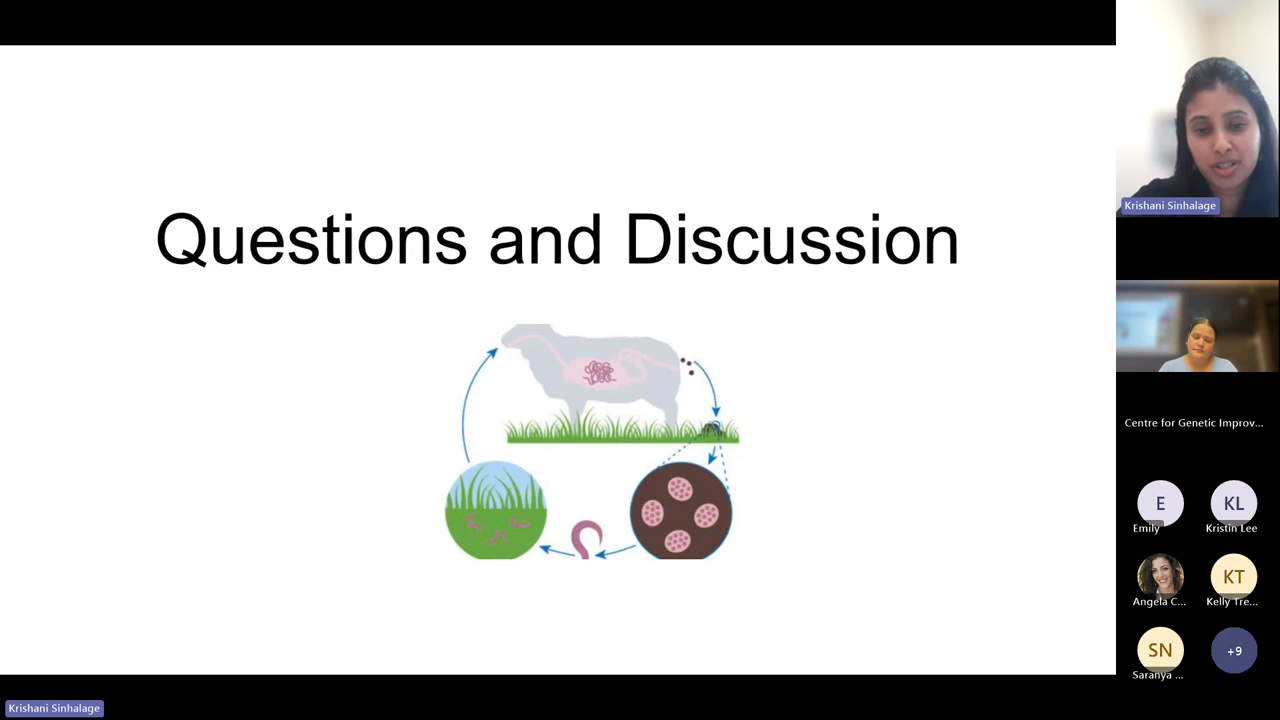 Questions and Discussion
Krishani Sinhalage
Centre for Genetic Improv...
E
Emily
KL
Kristin Lee
Angela C...
KT
Kelly Tre...
SN
Saranya ...
+9
Krishani Sinhalage